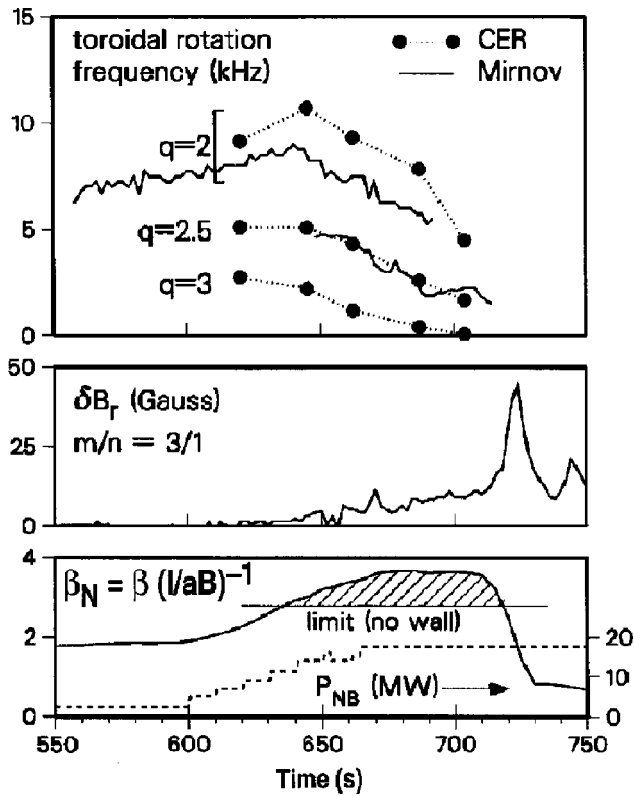 15
toroidal rotation
frequency (kHz)
CER
Mirnov
10
q=2
5
q=2.5
q=3
0
50
δBᵣ (Gauss)
m/n = 3/1
25
0
4
β_N = β (I/aB)⁻¹
limit (no wall)
2
20
P_NB (MW)
10
0
0
550
600
650
700
750
Time (s)